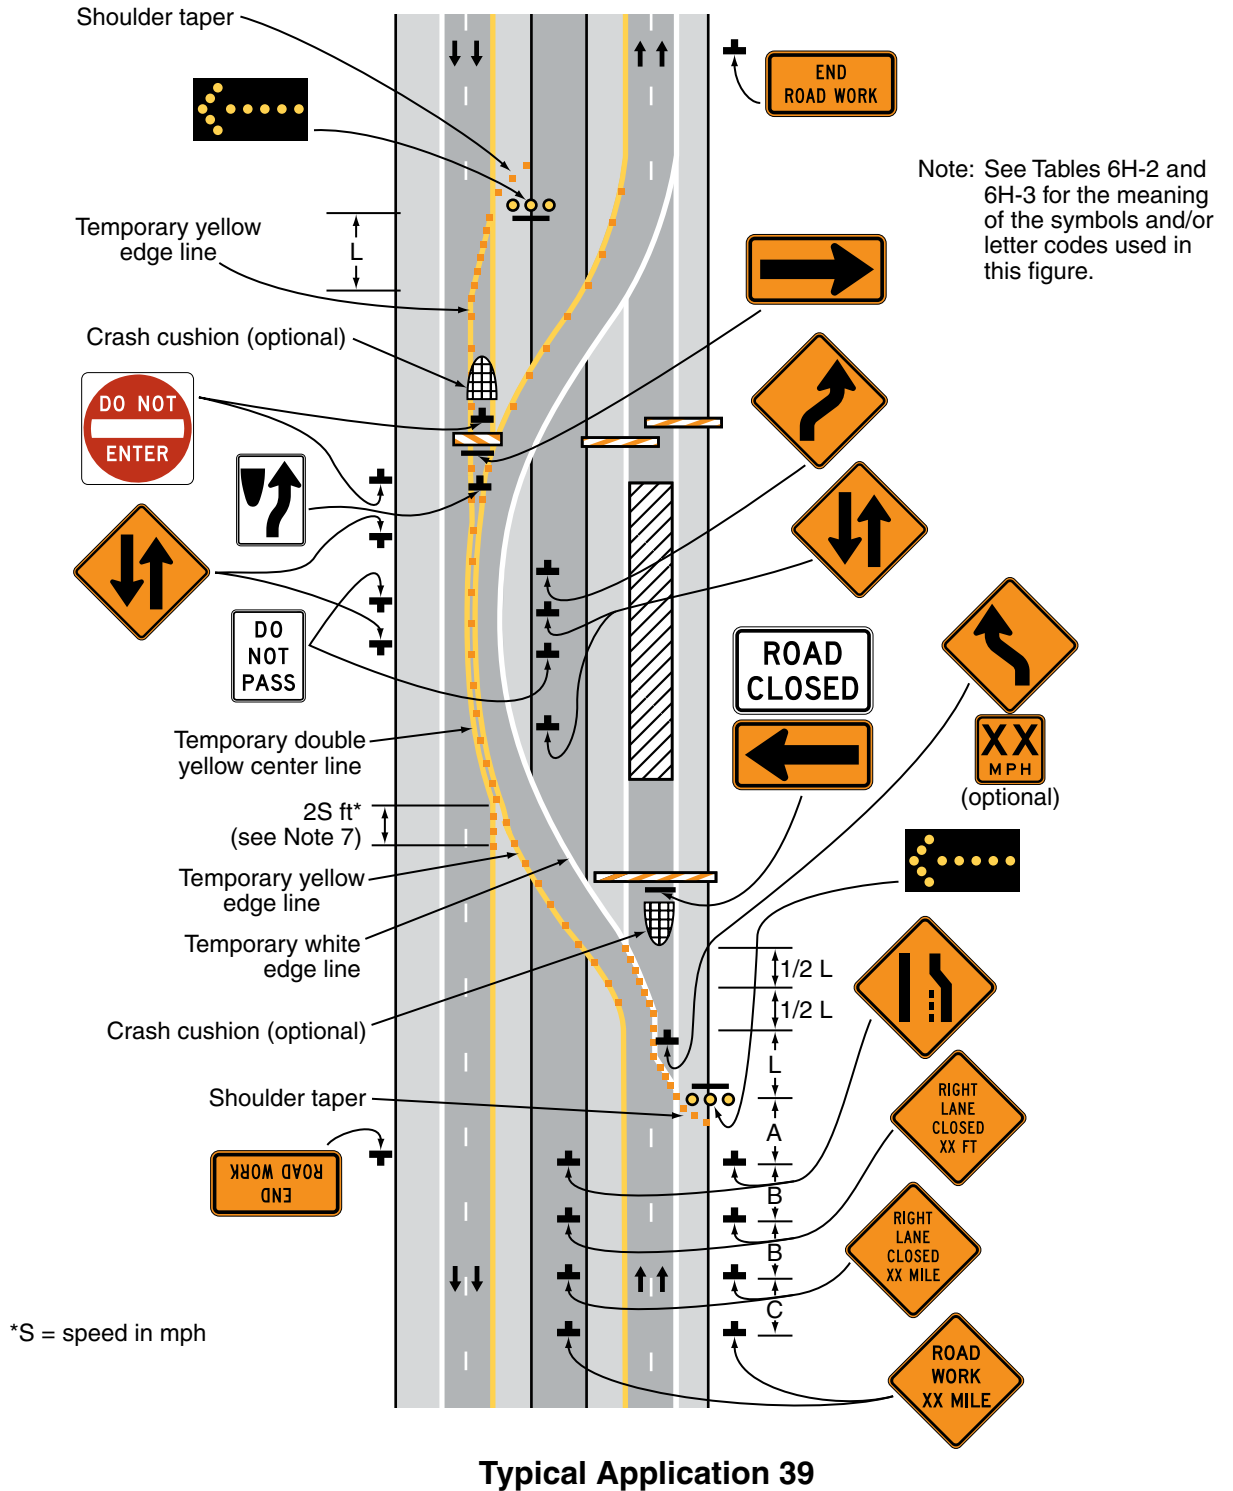 Shoulder taper
END
ROAD WORK
Note: See Tables 6H-2 and
6H-3 for the meaning
of the symbols and/or
letter codes used in
this figure.
Temporary yellow
edge line
L
Crash cushion (optional)
DO NOT
ENTER
DO
NOT
PASS
ROAD
CLOSED
XX
MPH
(optional)
Temporary double
yellow center line
2S ft*
(see Note 7)
Temporary yellow
edge line
Temporary white
edge line
Crash cushion (optional)
1/2 L
1/2 L
L
Shoulder taper
A
RIGHT
LANE
CLOSED
XX FT
END
ROAD WORK
B
RIGHT
LANE
CLOSED
XX MILE
B
C
*S = speed in mph
ROAD
WORK
XX MILE
Typical Application 39